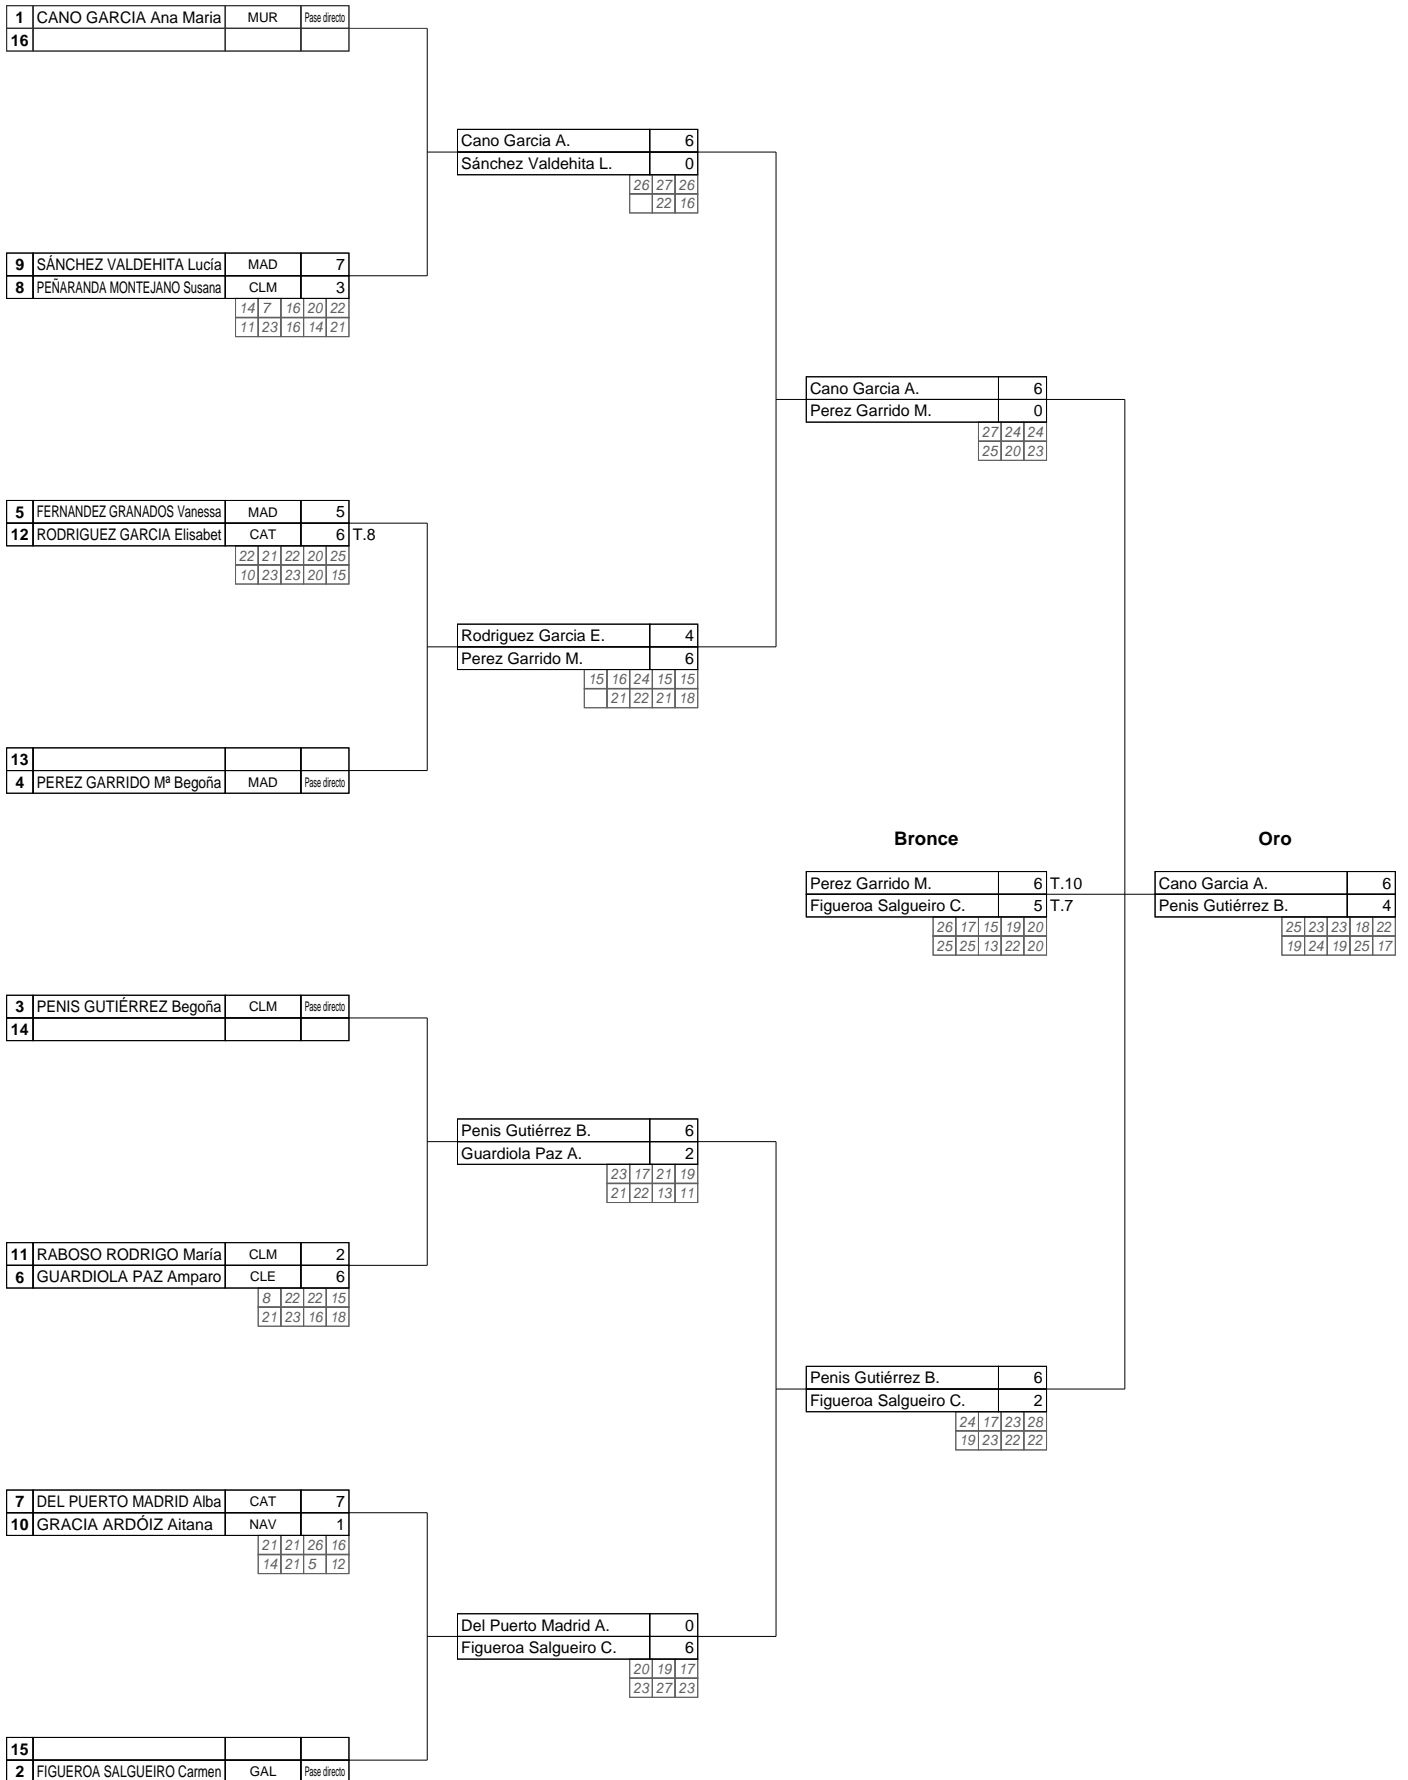 1 CANO GARCIA Ana Maria MUR Pase directo
16
Cano Garcia A. 6
Sánchez Valdehita L. 0
26 27 26
22 16
9 SÁNCHEZ VALDEHITA Lucía MAD 7
8 PEÑARANDA MONTEJANO Susana CLM 3
14 7 16 20 22
11 23 16 14 21
Cano Garcia A. 6
Perez Garrido M. 0
27 24 24
25 20 23
5 FERNANDEZ GRANADOS Vanessa MAD 5
12 RODRIGUEZ GARCIA Elisabet CAT 6 T.8
22 21 22 20 25
10 23 23 20 15
Rodriguez Garcia E. 4
Perez Garrido M. 6
15 16 24 15 15
21 22 21 18
13
4 PEREZ GARRIDO Mª Begoña MAD Pase directo
Bronce Oro
Perez Garrido M. 6 T.10 Cano Garcia A. 6
Figueroa Salgueiro C. 5 T.7 Penis Gutiérrez B. 4
26 17 15 19 20 25 23 23 18 22
25 25 13 22 20 19 24 19 25 17
3 PENIS GUTIÉRREZ Begoña CLM Pase directo
14
Penis Gutiérrez B. 6
Guardiola Paz A. 2
23 17 21 19
21 22 13 11
11 RABOSO RODRIGO María CLM 2
6 GUARDIOLA PAZ Amparo CLE 6
8 22 22 15
21 23 16 18
Penis Gutiérrez B. 6
Figueroa Salgueiro C. 2
24 17 23 28
19 23 22 22
7 DEL PUERTO MADRID Alba CAT 7
10 GRACIA ARDÓIZ Aitana NAV 1
21 21 26 16
14 21 5 12
Del Puerto Madrid A. 0
Figueroa Salgueiro C. 6
20 19 17
23 27 23
15
2 FIGUEROA SALGUEIRO Carmen GAL Pase directo